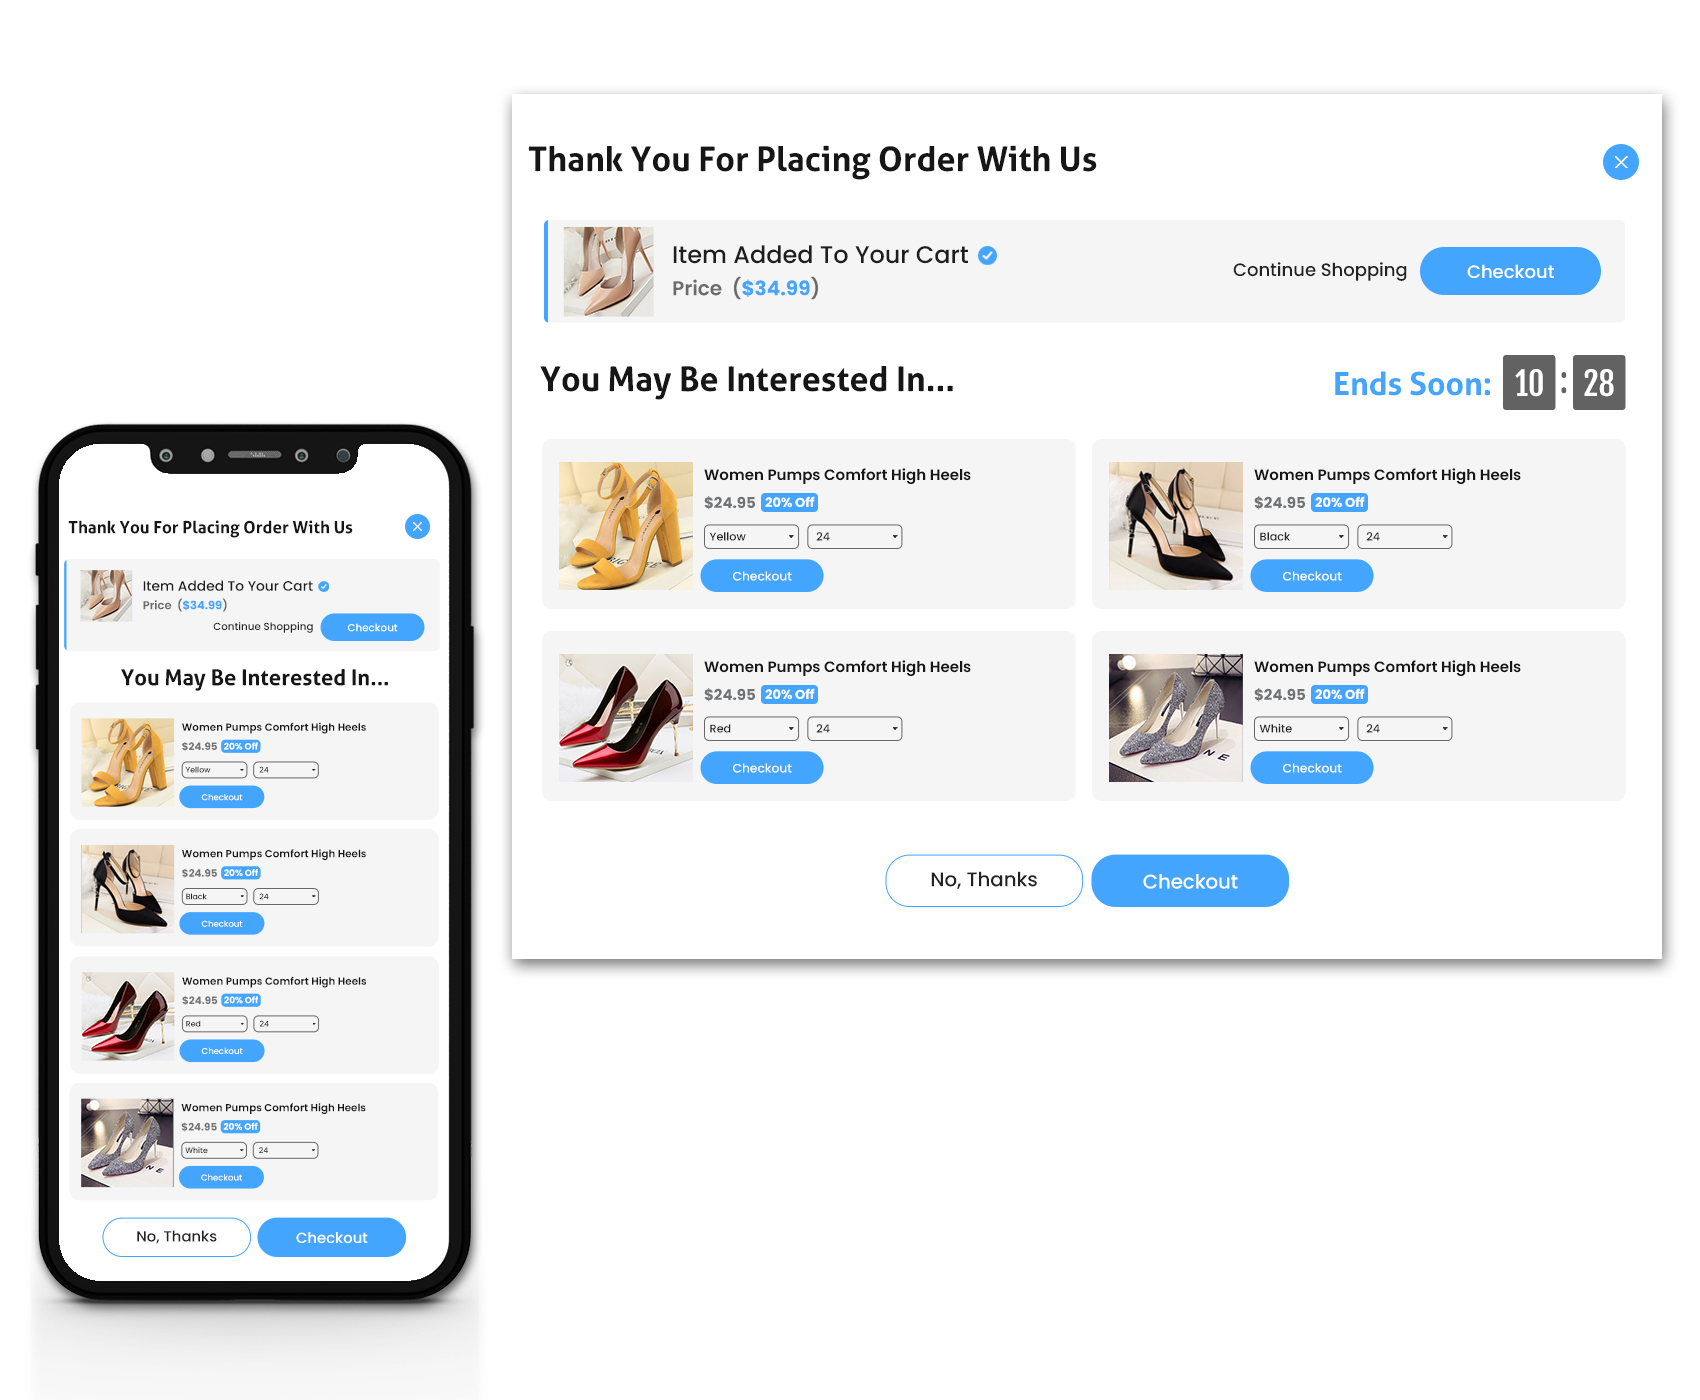 Thank You For Placing Order With Us
Item Added To Your Cart
Price ($34.99)
Continue Shopping
Checkout
You May Be Interested In...
Ends Soon: 10 : 28
Women Pumps Comfort High Heels
$24.95 20% Off
Yellow 24
Checkout
Women Pumps Comfort High Heels
$24.95 20% Off
Black 24
Checkout
Women Pumps Comfort High Heels
$24.95 20% Off
Red 24
Checkout
Women Pumps Comfort High Heels
$24.95 20% Off
White 24
Checkout
No, Thanks
Checkout
Thank You For Placing Order With Us
Item Added To Your Cart
Price ($34.99)
Continue Shopping
Checkout
You May Be Interested In...
Women Pumps Comfort High Heels
$24.95 20% Off
Yellow 24
Checkout
Women Pumps Comfort High Heels
$24.95 20% Off
Black 24
Checkout
Women Pumps Comfort High Heels
$24.95 20% Off
Red 24
Checkout
Women Pumps Comfort High Heels
$24.95 20% Off
White 24
Checkout
No, Thanks
Checkout